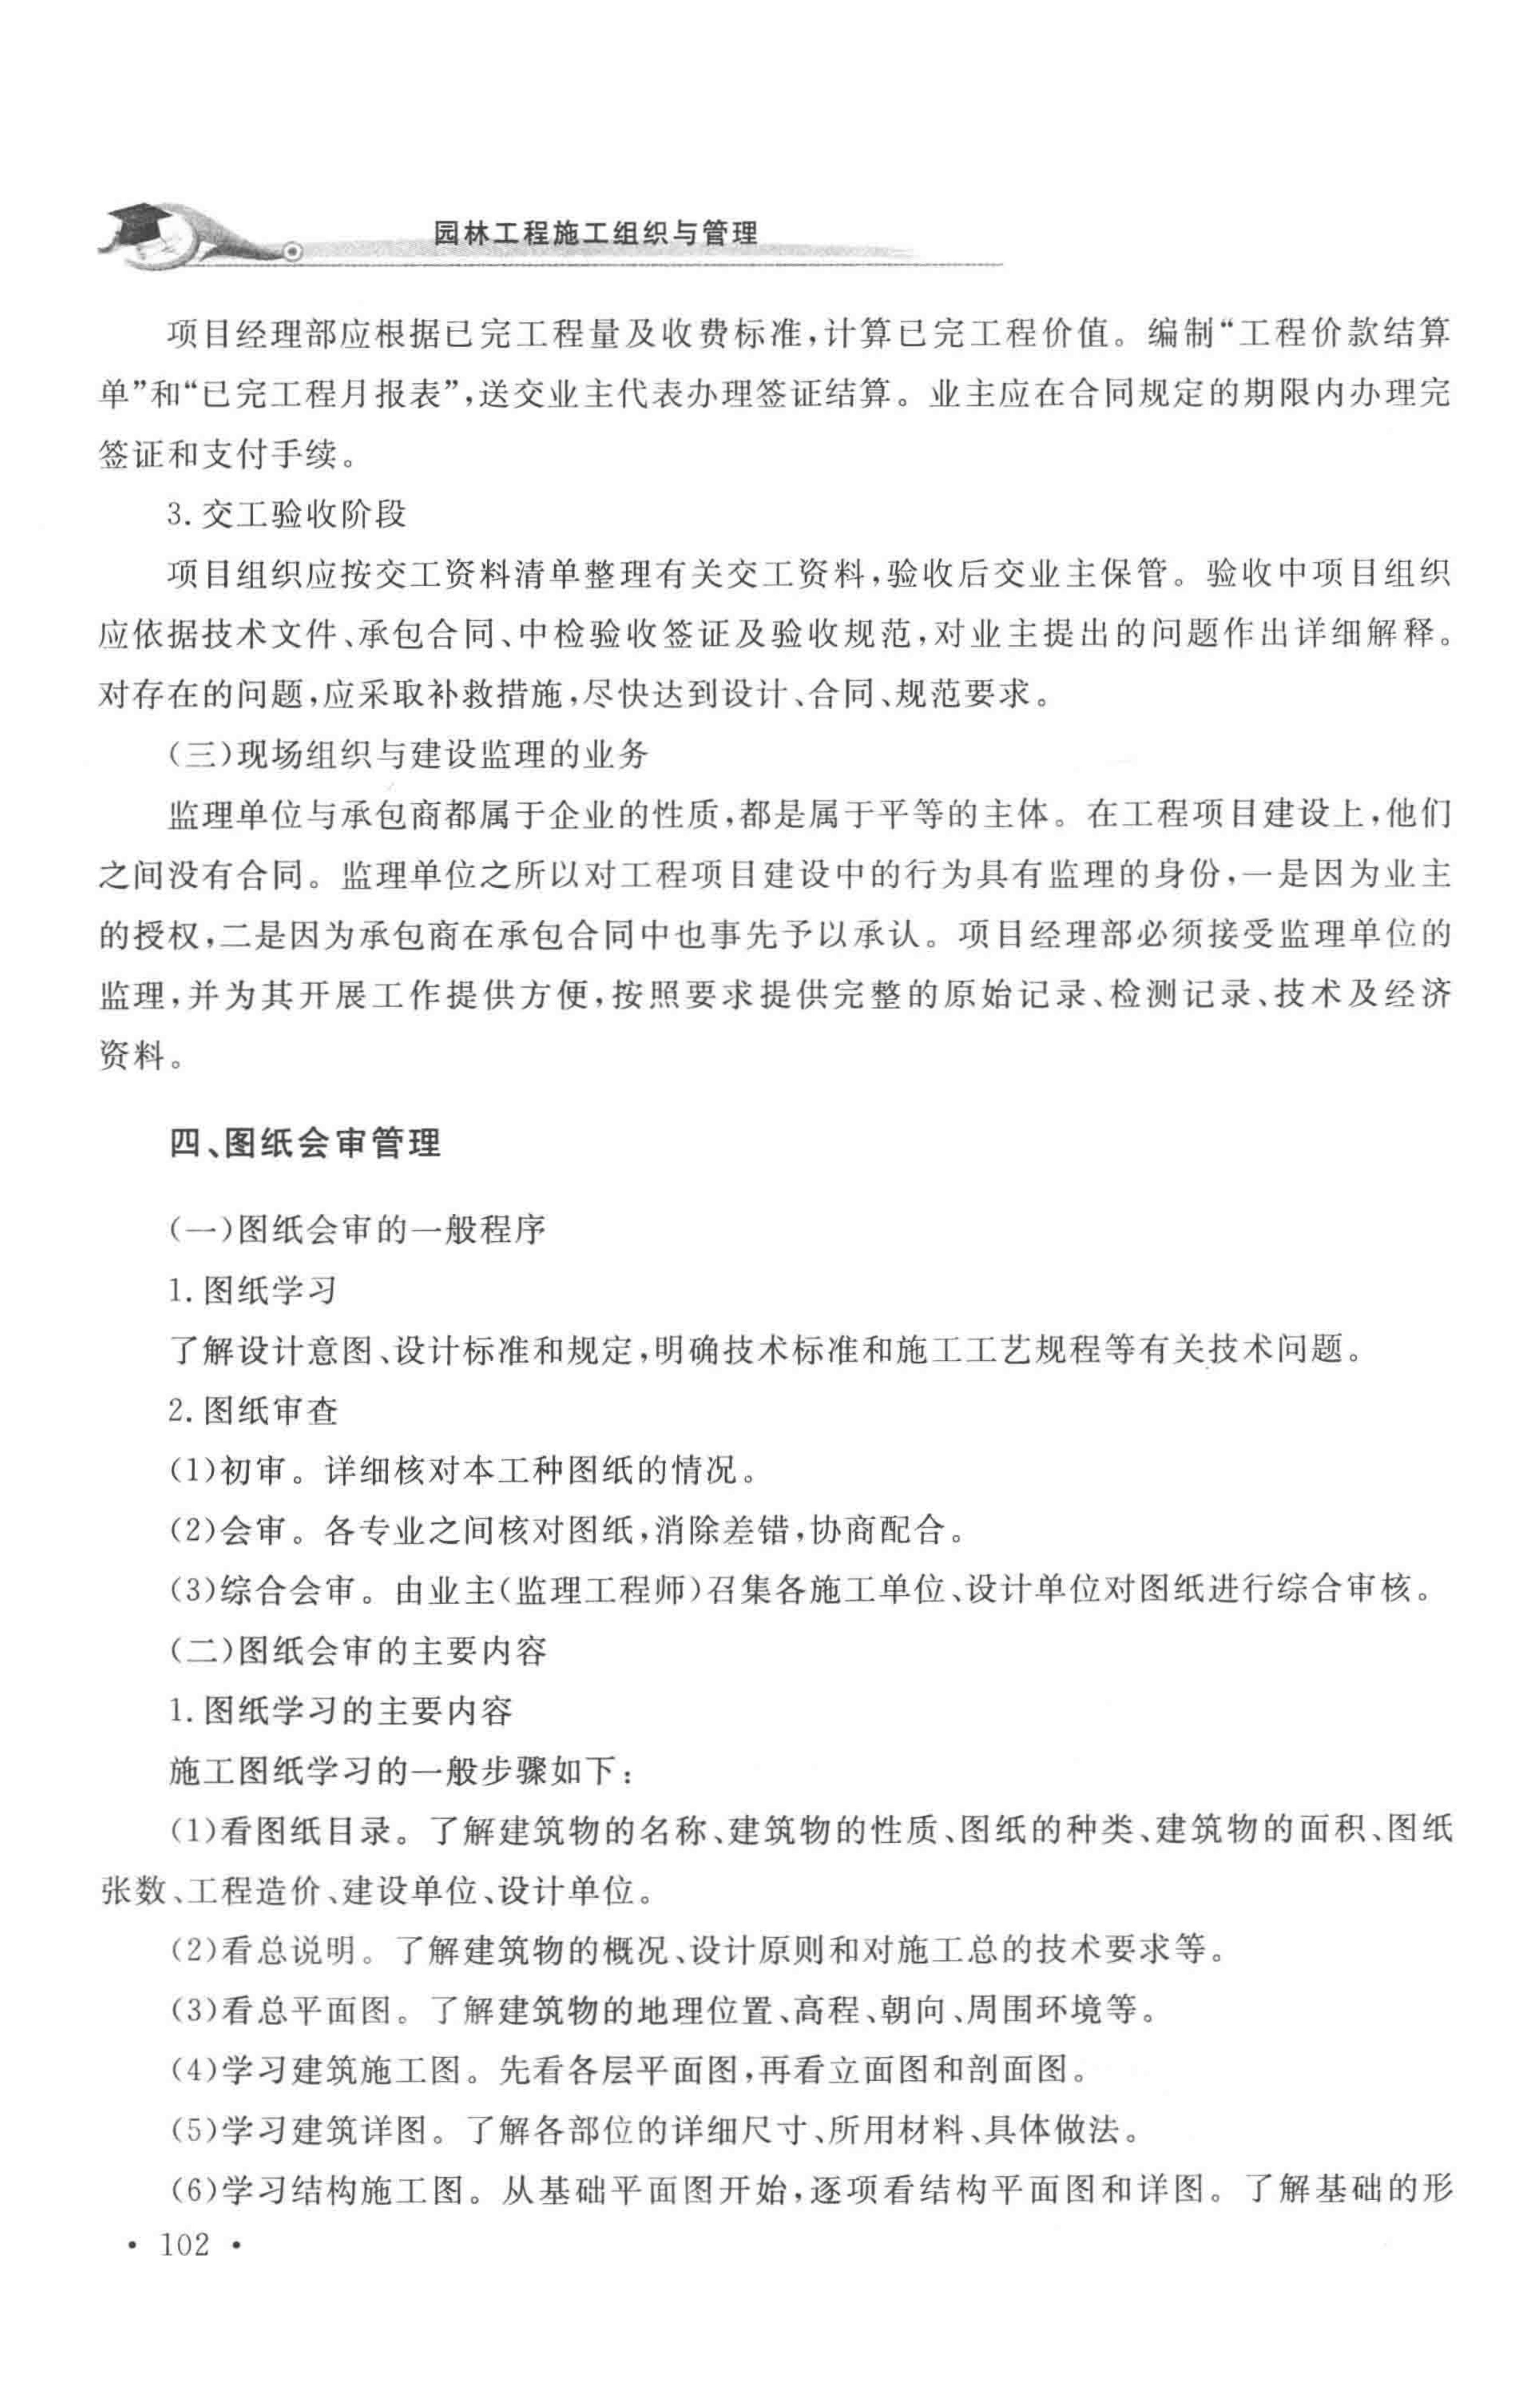 园林工程施工组织与管理
项目经理部应根据已完工程量及收费标准,计算已完工程价值。编制“工程价款结算
单”和“已完工程月报表”,送交业主代表办理签证结算。业主应在合同规定的期限内办理完
签证和支付手续。
3.交工验收阶段
项目组织应按交工资料清单整理有关交工资料,验收后交业主保管。验收中项目组织
应依据技术文件、承包合同、中检验收签证及验收规范,对业主提出的问题作出详细解释。
对存在的问题,应采取补救措施,尽快达到设计、合同、规范要求。
(三)现场组织与建设监理的业务
监理单位与承包商都属于企业的性质,都是属于平等的主体。在工程项目建设上,他们
之间没有合同。监理单位之所以对工程项目建设中的行为具有监理的身份,一是因为业主
的授权,二是因为承包商在承包合同中也事先予以承认。项目经理部必须接受监理单位的
监理,并为其开展工作提供方便,按照要求提供完整的原始记录、检测记录、技术及经济
资料。
四、图纸会审管理
(一)图纸会审的一般程序
1.图纸学习
了解设计意图、设计标准和规定,明确技术标准和施工工艺规程等有关技术问题。
2.图纸审查
(1)初审。详细核对本工种图纸的情况。
(2)会审。各专业之间核对图纸,消除差错,协商配合。
(3)综合会审。由业主(监理工程师)召集各施工单位、设计单位对图纸进行综合审核。
(二)图纸会审的主要内容
1.图纸学习的主要内容
施工图纸学习的一般步骤如下:
(1)看图纸目录。了解建筑物的名称、建筑物的性质、图纸的种类、建筑物的面积、图纸
张数、工程造价、建设单位、设计单位。
(2)看总说明。了解建筑物的概况、设计原则和对施工总的技术要求等。
(3)看总平面图。了解建筑物的地理位置、高程、朝向、周围环境等。
(4)学习建筑施工图。先看各层平面图,再看立面图和剖面图。
(5)学习建筑详图。了解各部位的详细尺寸、所用材料、具体做法。
(6)学习结构施工图。从基础平面图开始,逐项看结构平面图和详图。了解基础的形
· 102 ·